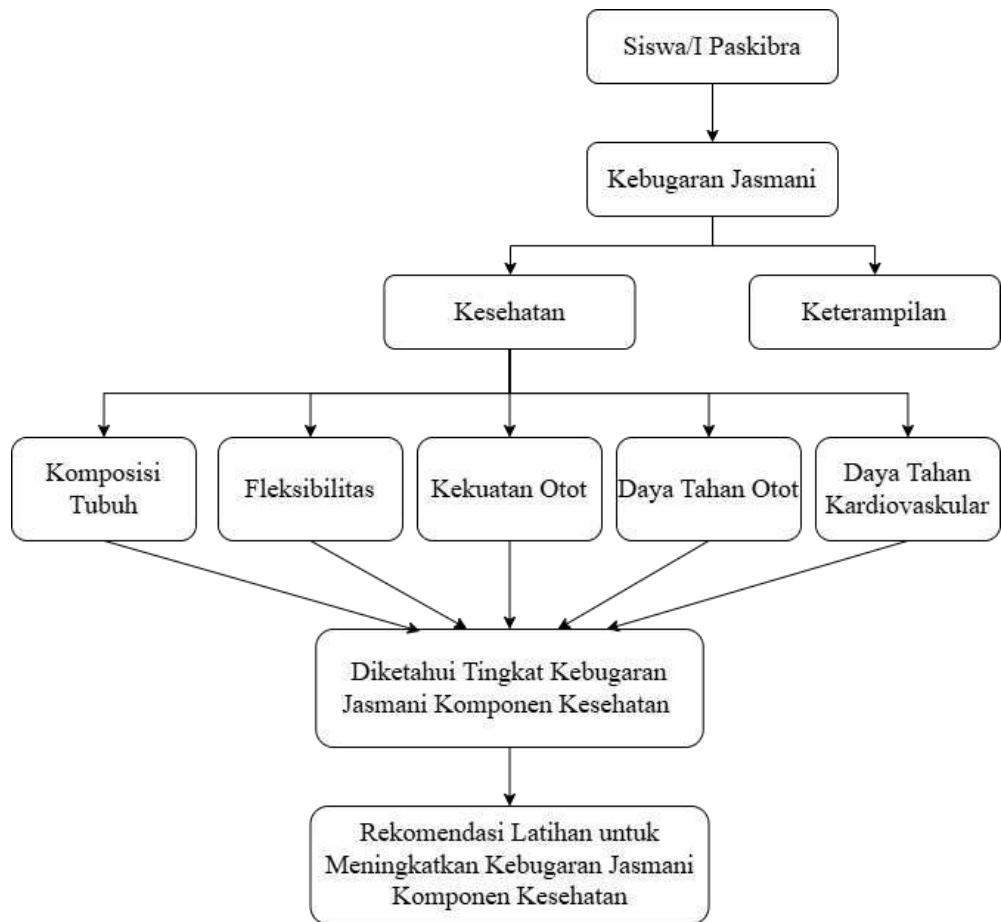 Siswa/I Paskibra
Kebugaran Jasmani
Kesehatan
Keterampilan
Komposisi
Tubuh
Fleksibilitas
Kekuatan Otot
Daya Tahan Otot
Daya Tahan
Kardiovaskular
Diketahui Tingkat Kebugaran
Jasmani Komponen Kesehatan
Rekomendasi Latihan untuk
Meningkatkan Kebugaran Jasmani
Komponen Kesehatan